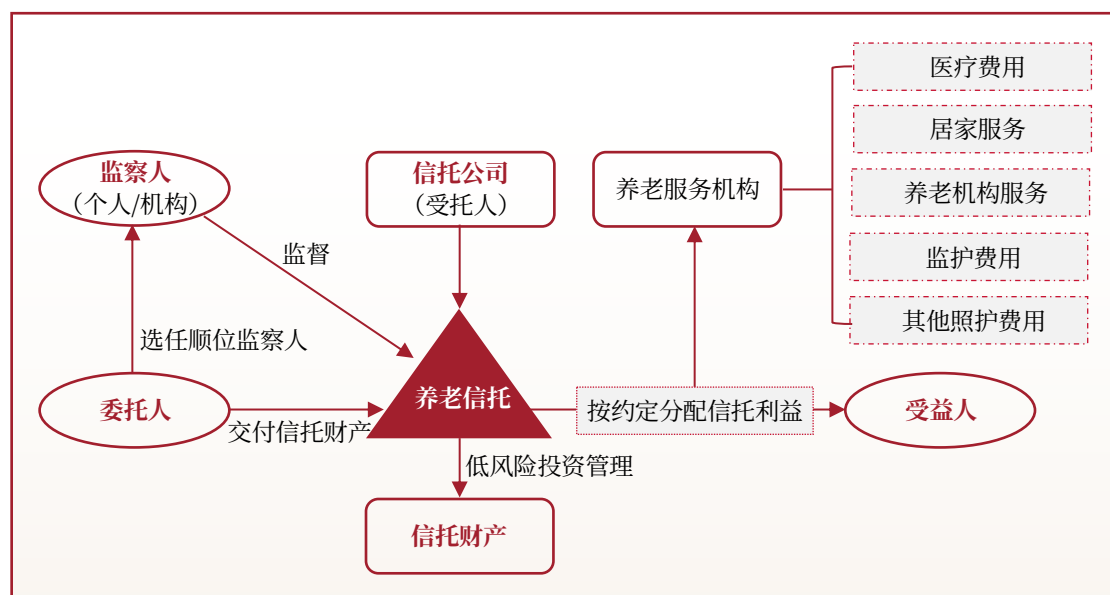 医疗费用
居家服务
监察人
（个人/机构）
信托公司
（受托人）
养老服务机构
养老机构服务
监督
监护费用
选任顺位监察人
其他照护费用
委托人
交付信托财产
养老信托
按约定分配信托利益
受益人
低风险投资管理
信托财产